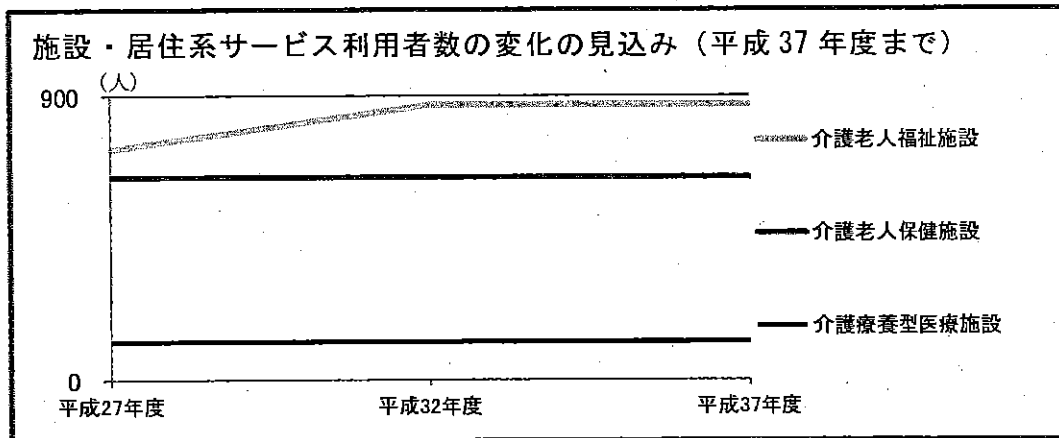 施設・居住系サービス利用者数の変化の見込み（平成37年度まで）
(人)
900
介護老人福祉施設
介護老人保健施設
介護療養型医療施設
0
平成27年度
平成32年度
平成37年度